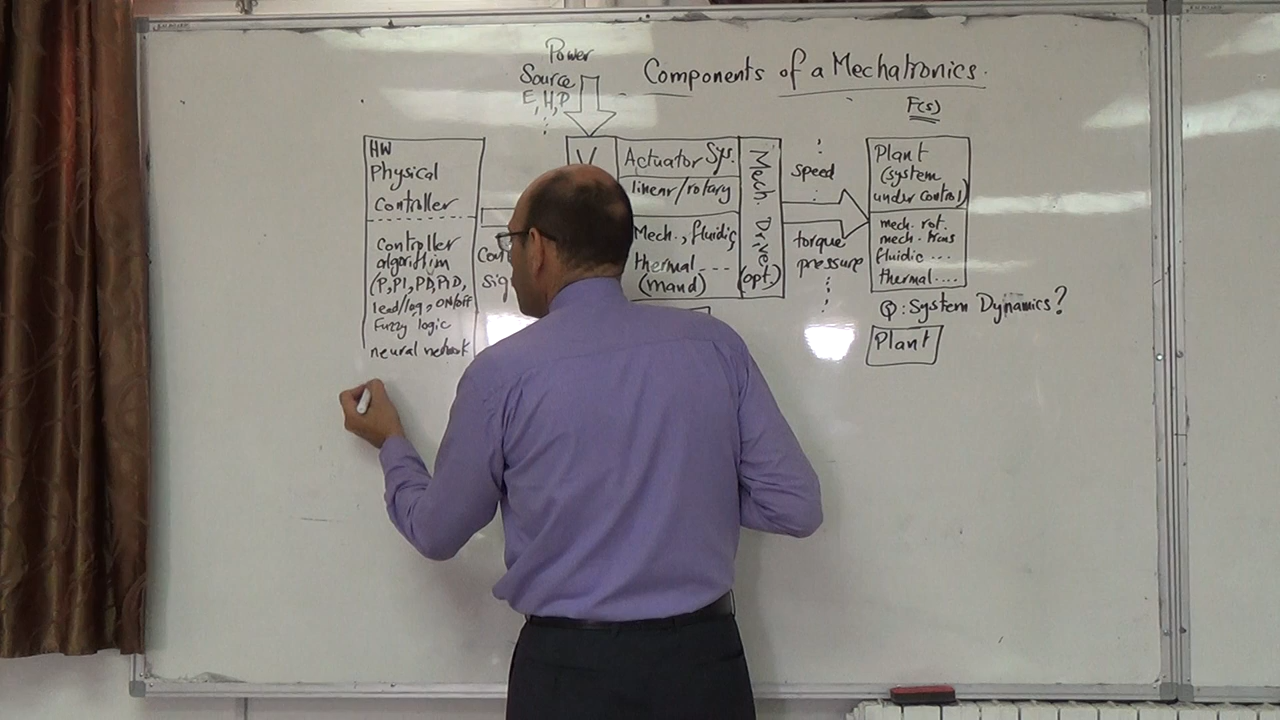 Power
Source
E, H, P
Components of a Mechatronics.
F(s)
HW
Physical
Controller
Controller
algorithm
(P, PI, PD, PID,
lead/lag, ON/off
Fuzzy logic
neural network
V
Actuator Sys.
linear/rotary
Mech., fluidic,
thermal....
(mand)
Mech. Drive
(opt.)
speed
torque
pressure
Plant
(system
under control)
mech. rot.
mech. trans
fluidic ...
thermal....
Q: System Dynamics?
Plant